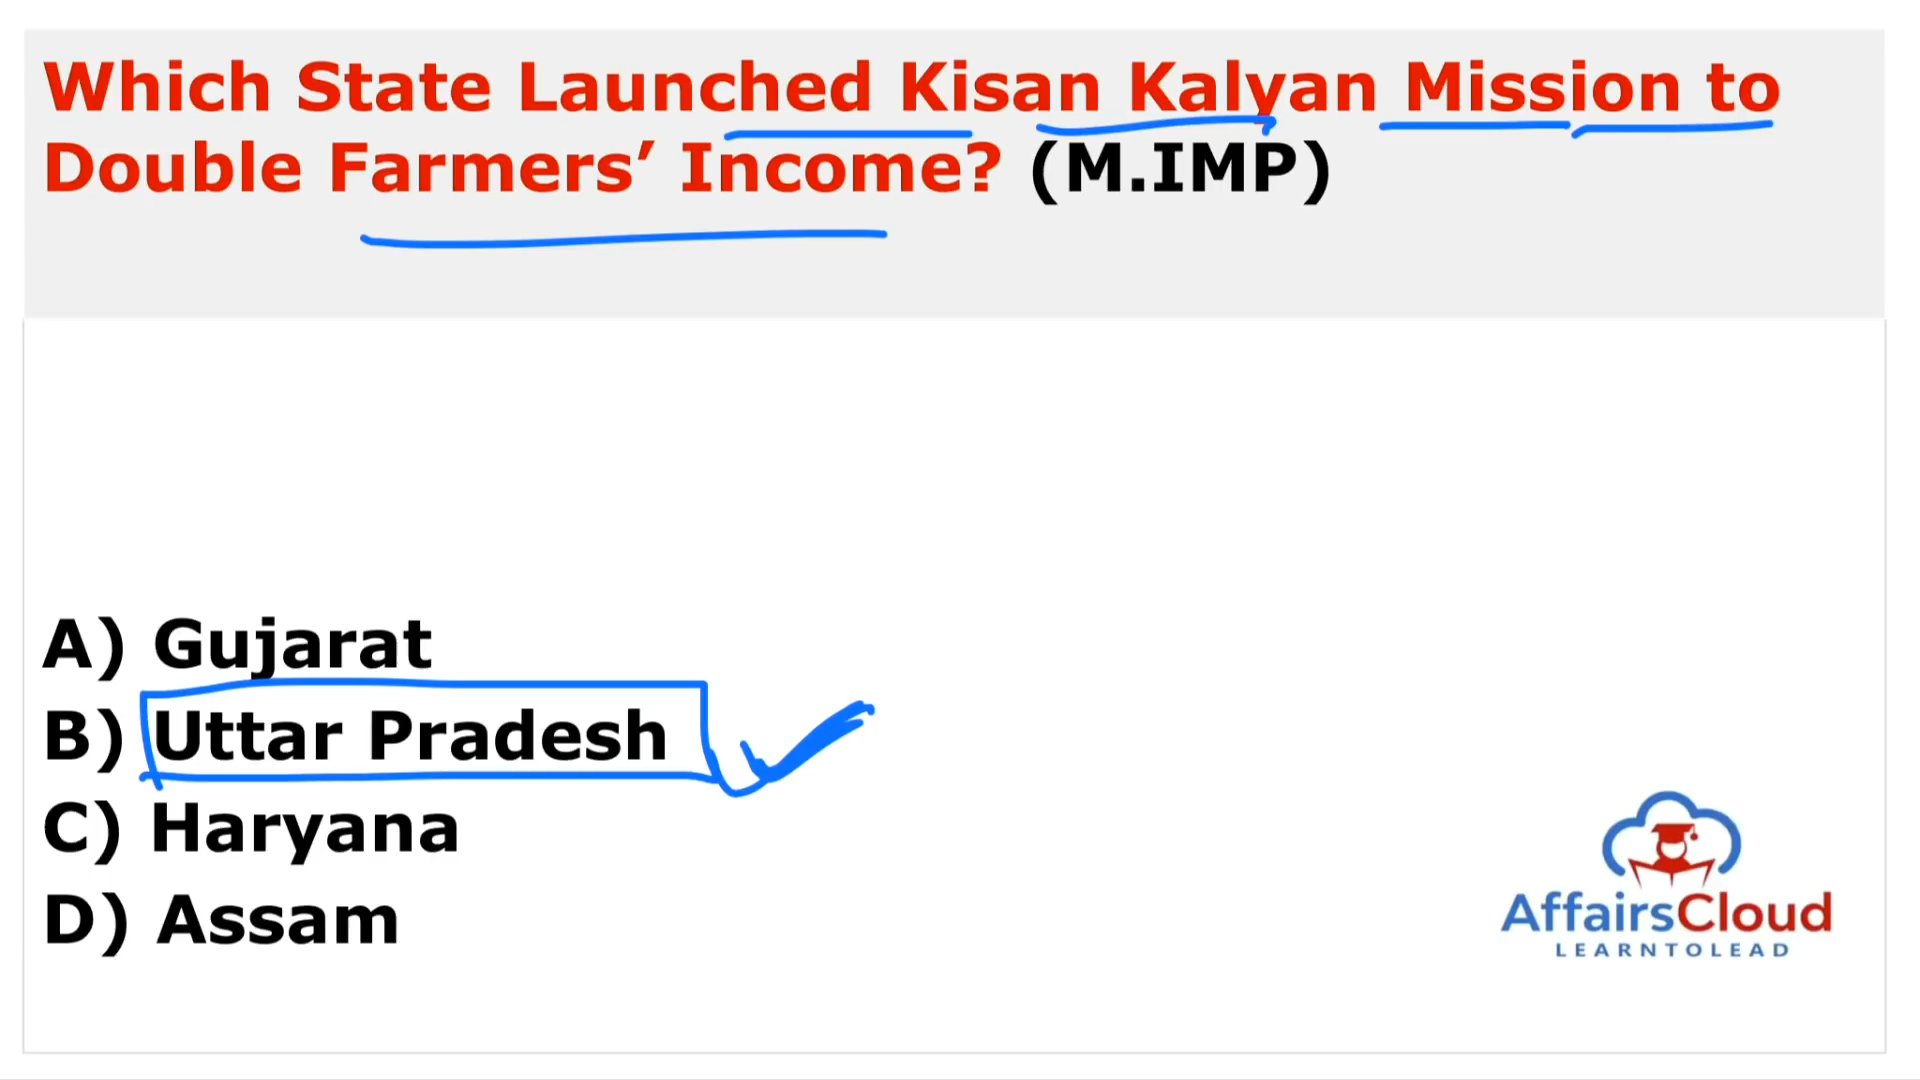 Which State Launched Kisan Kalyan Mission to
Double Farmers’ Income? (M.IMP)
A) Gujarat
B) Uttar Pradesh
C) Haryana
D) Assam
AffairsCloud
LEARNTOLEAD